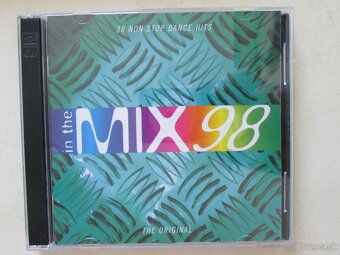 38 NON STOP DANCE HITS
in the MIX 98
THE ORIGINAL